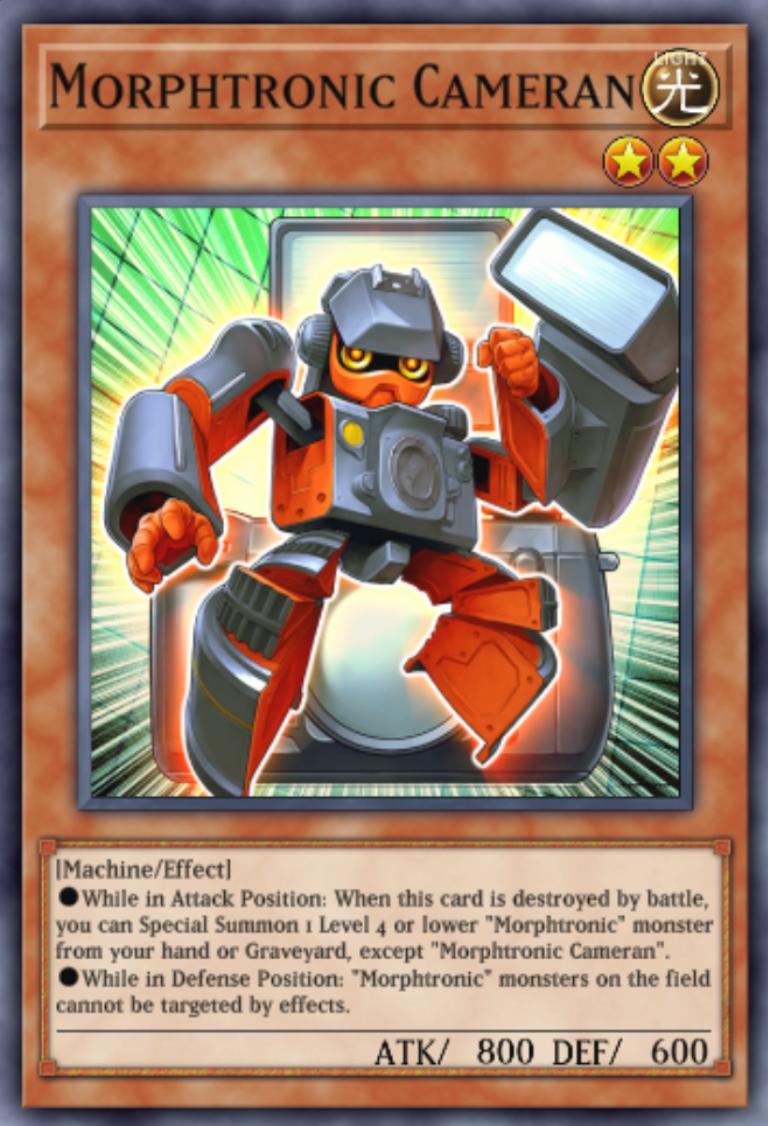 Morphtronic Cameran
LIGHT
光
[Machine/Effect]
●While in Attack Position: When this card is destroyed by battle,
you can Special Summon 1 Level 4 or lower "Morphtronic" monster
from your hand or Graveyard, except "Morphtronic Cameran".
●While in Defense Position: "Morphtronic" monsters on the field
cannot be targeted by effects.
ATK/ 800 DEF/ 600